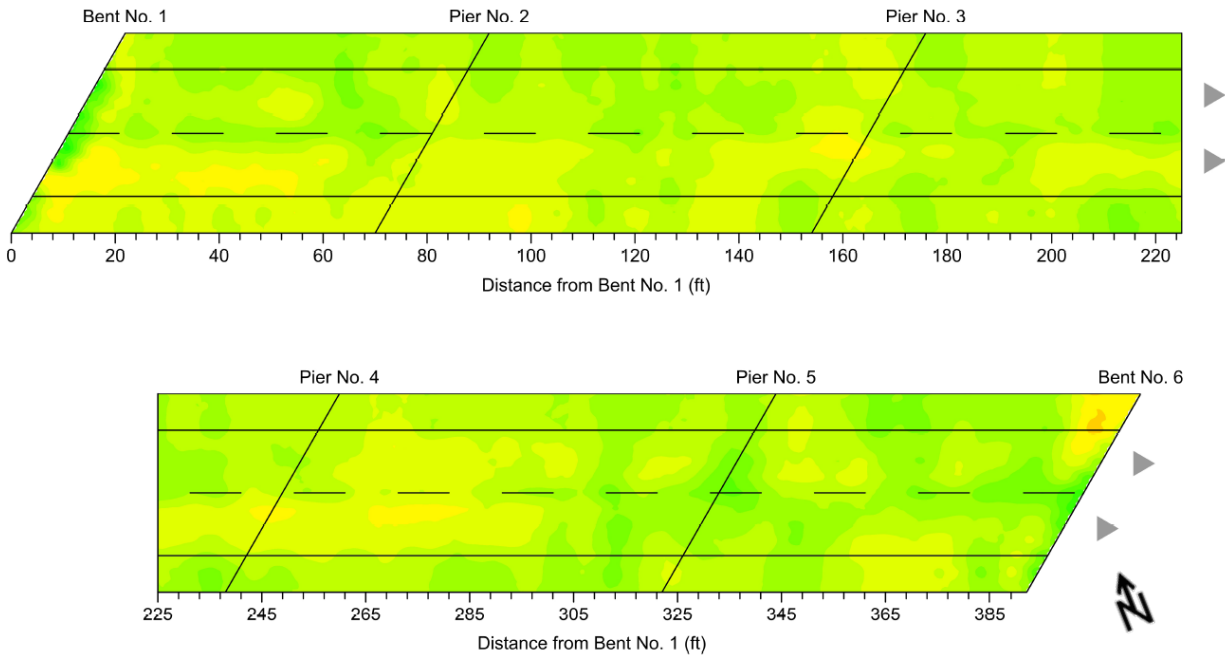 Bent No. 1 Pier No. 2 Pier No. 3
0 20 40 60 80 100 120 140 160 180 200 220
Distance from Bent No. 1 (ft)
Pier No. 4 Pier No. 5 Bent No. 6
225 245 265 285 305 325 345 365 385
Distance from Bent No. 1 (ft)
N